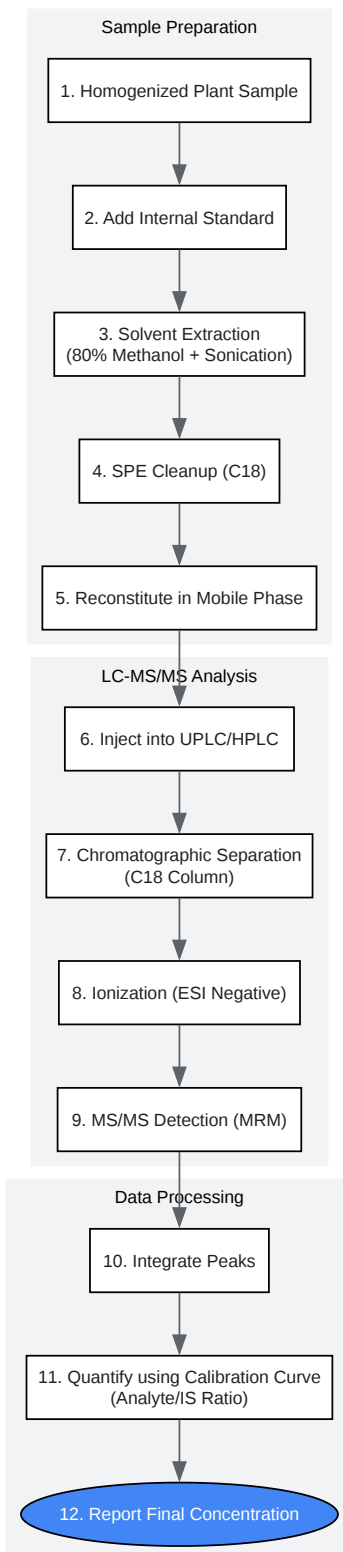 Sample Preparation
1. Homogenized Plant Sample
2. Add Internal Standard
3. Solvent Extraction
(80% Methanol + Sonication)
4. SPE Cleanup (C18)
5. Reconstitute in Mobile Phase
LC-MS/MS Analysis
6. Inject into UPLC/HPLC
7. Chromatographic Separation
(C18 Column)
8. Ionization (ESI Negative)
9. MS/MS Detection (MRM)
Data Processing
10. Integrate Peaks
11. Quantify using Calibration Curve
(Analyte/IS Ratio)
12. Report Final Concentration